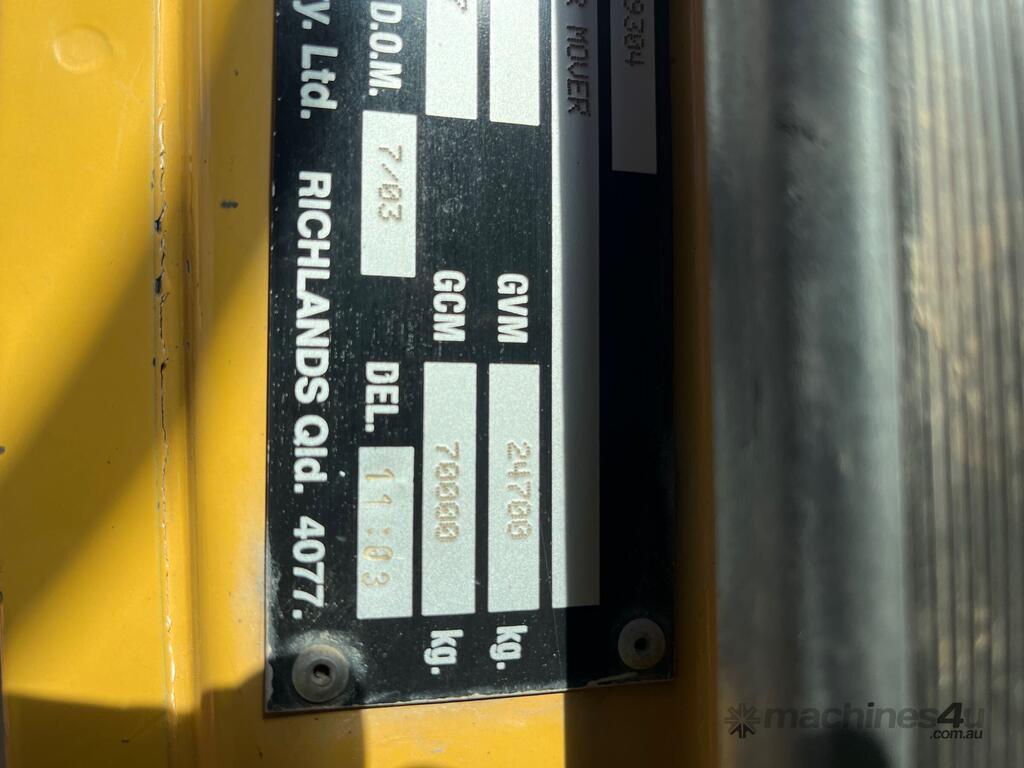 9304
R MOVER
GVM 24700 kg.
GCM 70000 kg.
D.O.M. 7/03 DEL. 11:03
y. Ltd. RICHLANDS Qld. 4077.
machines4u
.com.au